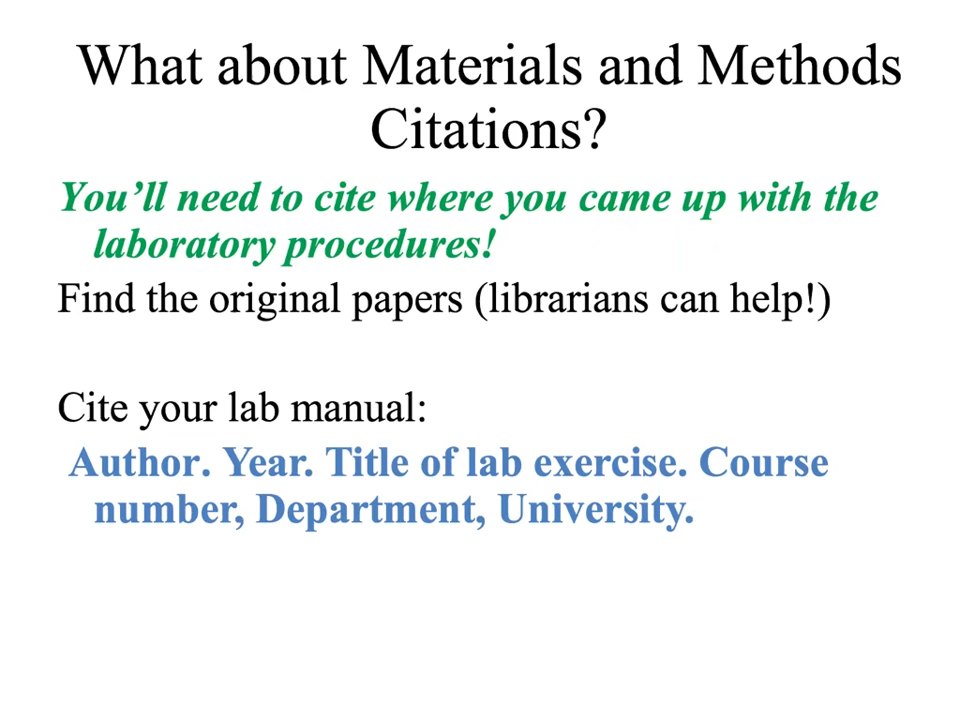 What about Materials and Methods
Citations?
You’ll need to cite where you came up with the
laboratory procedures!
Find the original papers (librarians can help!)
Cite your lab manual:
Author. Year. Title of lab exercise. Course
number, Department, University.